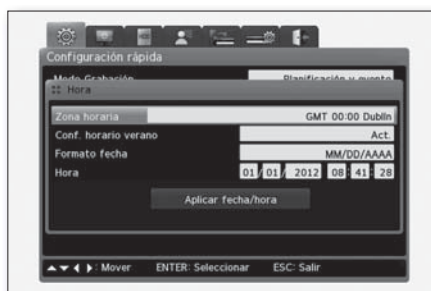 Configuración rápida
Modo Grabación Planificación y evento
Hora
Zona horaria GMT 00:00 Dublin
Conf. horario verano Act.
Formato fecha MM/DD/AAAA
Hora 01 / 01 / 2012 08 : 41 : 28
Aplicar fecha/hora
: Mover ENTER: Seleccionar ESC: Salir